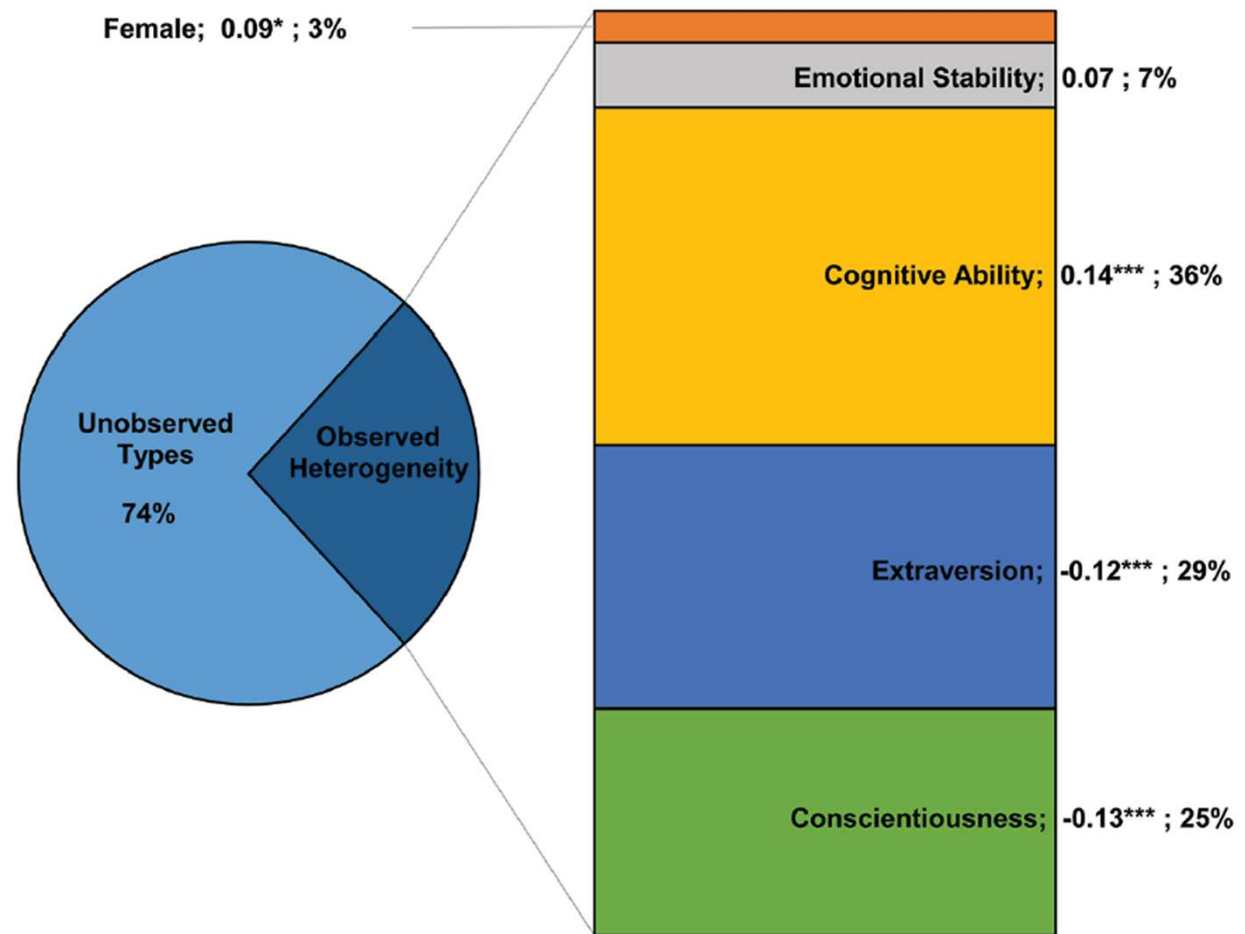 Female; 0.09* ; 3%
Emotional Stability; 0.07 ; 7%
Cognitive Ability; 0.14*** ; 36%
Unobserved
Types
74%
Observed
Heterogeneity
Extraversion; -0.12*** ; 29%
Conscientiousness; -0.13*** ; 25%